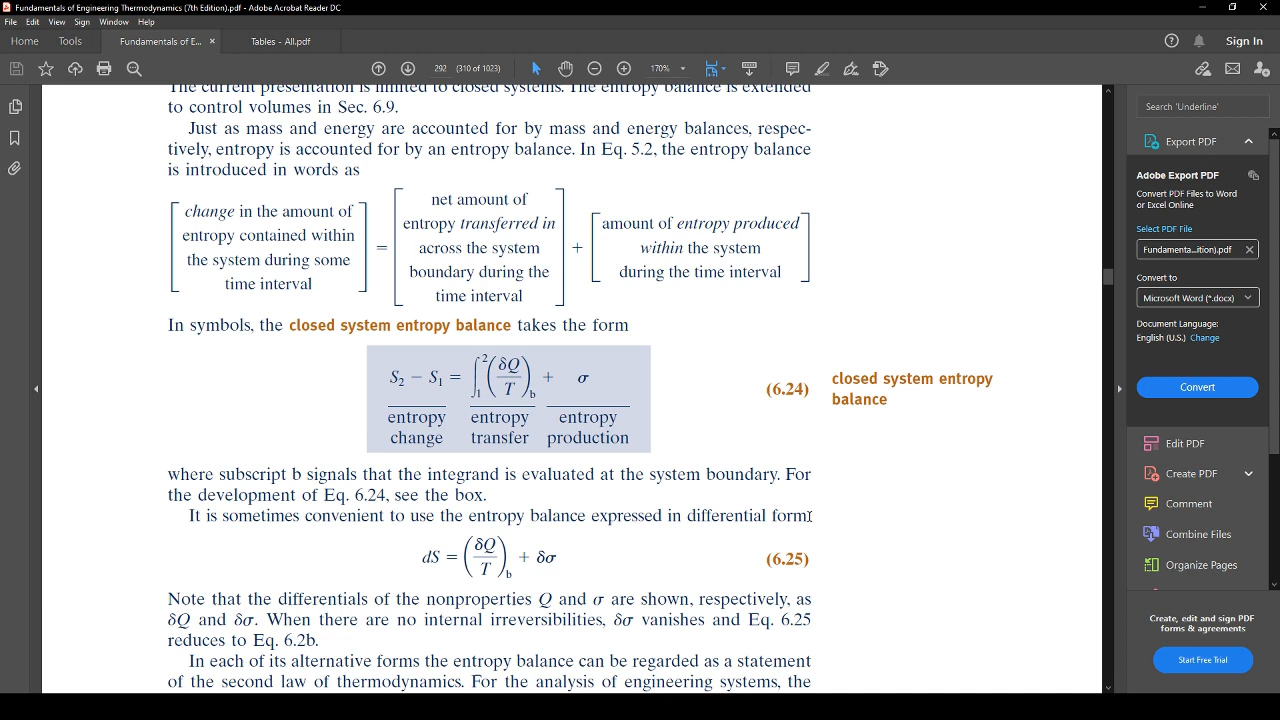 Fundamentals of Engineering Thermodynamics (7th Edition).pdf - Adobe Acrobat Reader DC
File Edit View Sign Window Help
Home Tools Fundamentals of E... × Tables - All.pdf Sign In
292 (310 of 1023) 170%
The current presentation is limited to closed systems. The entropy balance is extended
to control volumes in Sec. 6.9.
Just as mass and energy are accounted for by mass and energy balances, respec-
tively, entropy is accounted for by an entropy balance. In Eq. 5.2, the entropy balance
is introduced in words as
change in the amount of
entropy contained within
the system during some
time interval
=
net amount of
entropy transferred in
across the system
boundary during the
time interval
+
amount of entropy produced
within the system
during the time interval
In symbols, the closed system entropy balance takes the form
S₂ − S₁ = ∫₁² (δQ/T)b + σ
entropy change
entropy transfer
entropy production
(6.24)
closed system entropy
balance
where subscript b signals that the integrand is evaluated at the system boundary. For
the development of Eq. 6.24, see the box.
It is sometimes convenient to use the entropy balance expressed in differential form
dS = (δQ/T)b + δσ
(6.25)
Note that the differentials of the nonproperties Q and σ are shown, respectively, as
δQ and δσ. When there are no internal irreversibilities, δσ vanishes and Eq. 6.25
reduces to Eq. 6.2b.
In each of its alternative forms the entropy balance can be regarded as a statement
of the second law of thermodynamics. For the analysis of engineering systems, the
Search 'Underline'
Export PDF
Adobe Export PDF
Convert PDF Files to Word
or Excel Online
Select PDF File
Fundamenta...ition).pdf ×
Convert to
Microsoft Word (*.docx)
Document Language:
English (U.S.) Change
Convert
Edit PDF
Create PDF
Comment
Combine Files
Organize Pages
Create, edit and sign PDF
forms & agreements
Start Free Trial